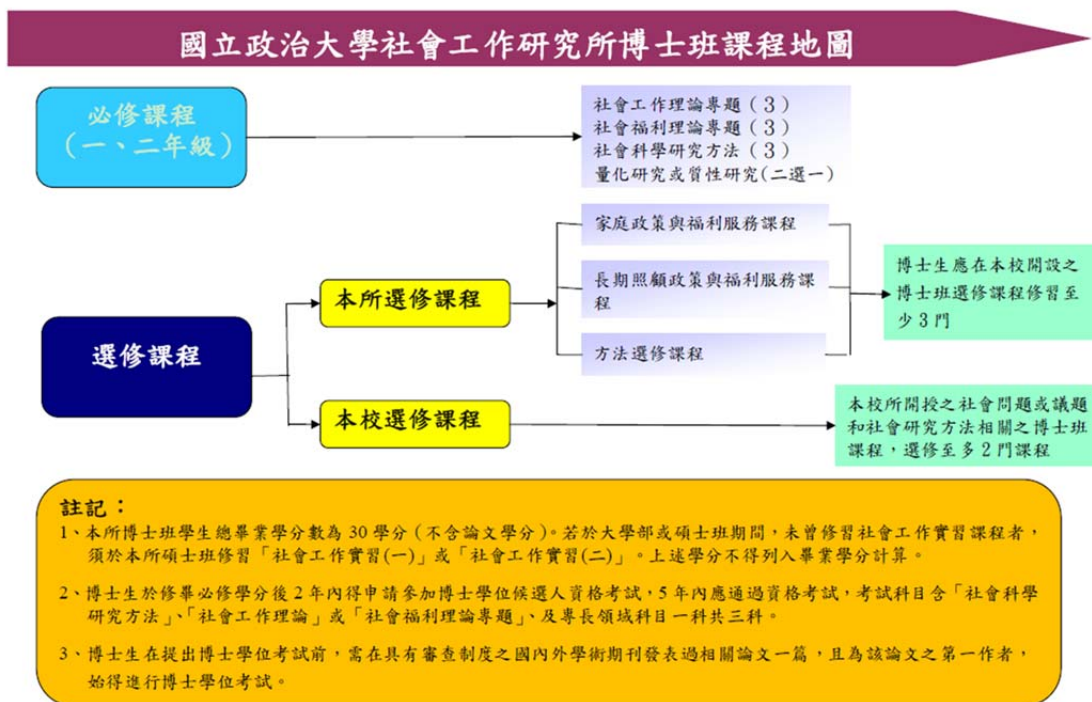 國立政治大學社會工作研究所博士班課程地圖
必修課程
（一、二年級）
社會工作理論專題（3）
社會福利理論專題（3）
社會科學研究方法（3）
量化研究或質性研究(二選一)
選修課程
本所選修課程
家庭政策與福利服務課程
長期照顧政策與福利服務課
程
方法選修課程
博士生應在本校開設之
博士班選修課程修習至
少3門
本校選修課程
本校所開授之社會問題或議題
和社會研究方法相關之博士班
課程，選修至多2門課程
註記：
1、本所博士班學生總畢業學分數為 30 學分（不含論文學分）。若於大學部或碩士班期間，未曾修習社會工作實習課程者，
須於本所碩士班修習「社會工作實習(一)」或「社會工作實習(二)」。上述學分不得列入畢業學分計算。
2、博士生於修畢必修學分後 2 年內得申請參加博士學位候選人資格考試，5 年內應通過資格考試，考試科目含「社會科學
研究方法」、「社會工作理論」或「社會福利理論專題」、及專長領域科目一科共三科。
3、博士生在提出博士學位考試前，需在具有審查制度之國內外學術期刊發表過相關論文一篇，且為該論文之第一作者，
始得進行博士學位考試。